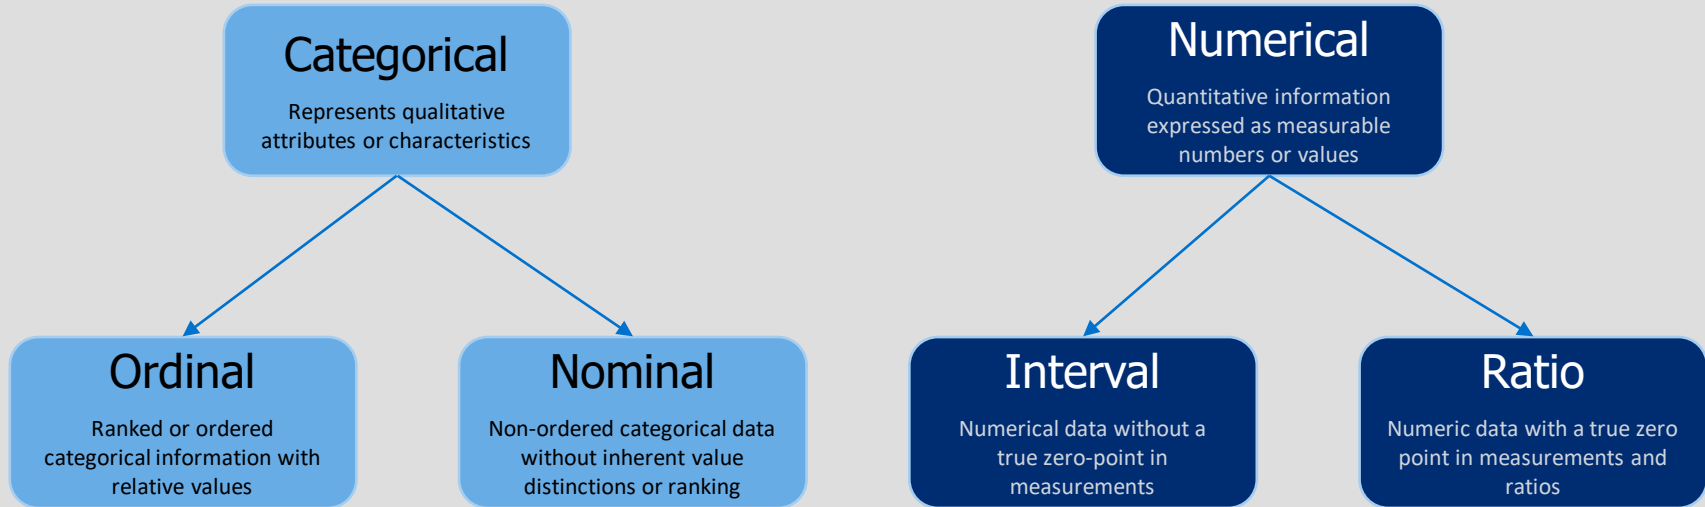 Categorical
Represents qualitative
attributes or characteristics
Numerical
Quantitative information
expressed as measurable
numbers or values
Ordinal
Ranked or ordered
categorical information with
relative values
Nominal
Non-ordered categorical data
without inherent value
distinctions or ranking
Interval
Numerical data without a
true zero-point in
measurements
Ratio
Numeric data with a true zero
point in measurements and
ratios